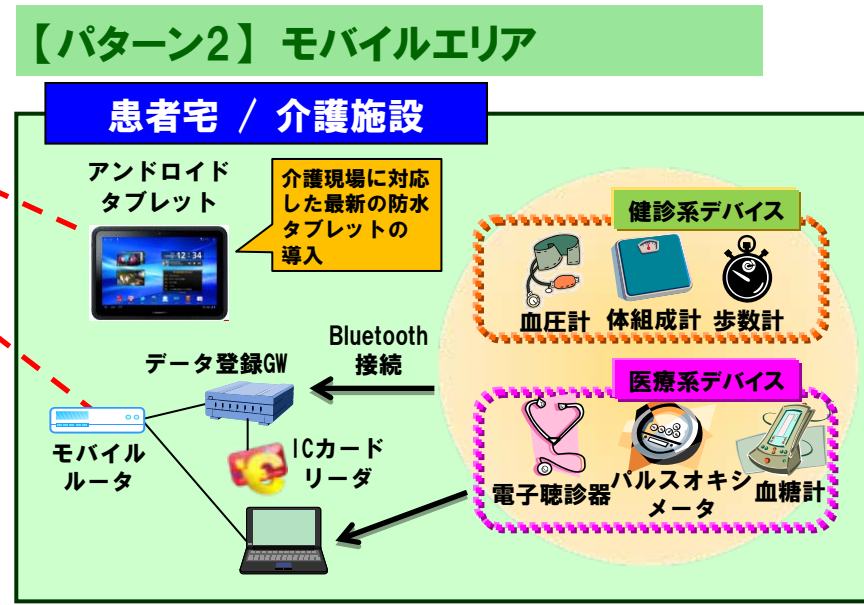 【パターン2】 モバイルエリア
患者宅 / 介護施設
アンドロイド
タブレット
介護現場に対応
した最新の防水
タブレットの
導入
12:34
健診系デバイス
血圧計
体組成計
歩数計
Bluetooth
接続
データ登録GW
医療系デバイス
モバイル
ルータ
ICカード
リーダ
電子聴診器
パルスオキシ
メータ
血糖計